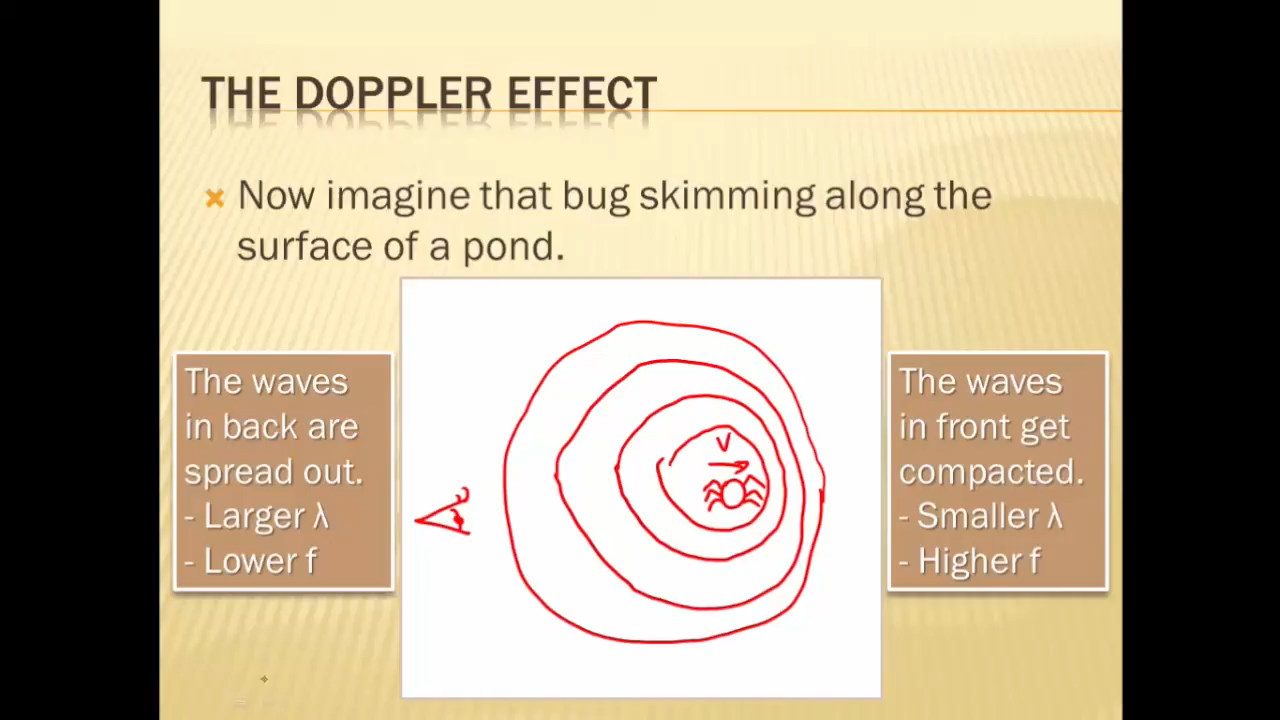 THE DOPPLER EFFECT
Now imagine that bug skimming along the
surface of a pond.
The waves
in back are
spread out.
- Larger λ
- Lower f
V
The waves
in front get
compacted.
- Smaller λ
- Higher f